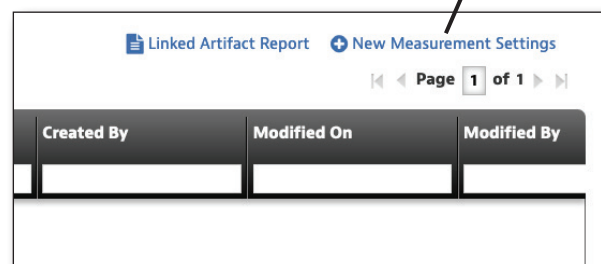 Linked Artifact Report New Measurement Settings
Page 1 of 1
Created By Modified On Modified By